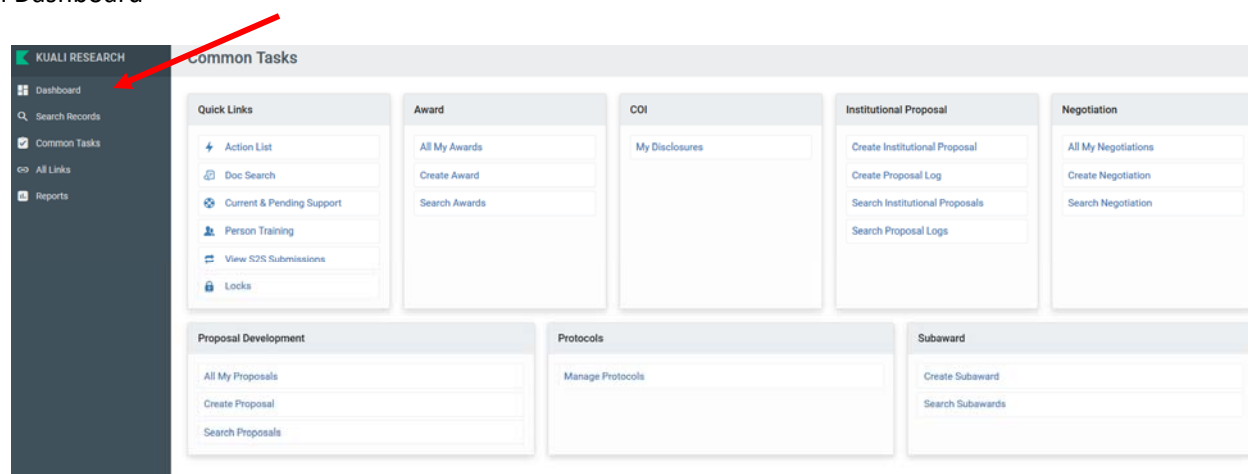 Dashboard
KUALI RESEARCH
Dashboard
Search Records
Common Tasks
All Links
Reports
Common Tasks
Quick Links
Action List
Doc Search
Current & Pending Support
Person Training
View S2S Submissions
Locks
Award
All My Awards
Create Award
Search Awards
COI
My Disclosures
Institutional Proposal
Create Institutional Proposal
Create Proposal Log
Search Institutional Proposals
Search Proposal Logs
Negotiation
All My Negotiations
Create Negotiation
Search Negotiation
Proposal Development
All My Proposals
Create Proposal
Search Proposals
Protocols
Manage Protocols
Subaward
Create Subaward
Search Subawards